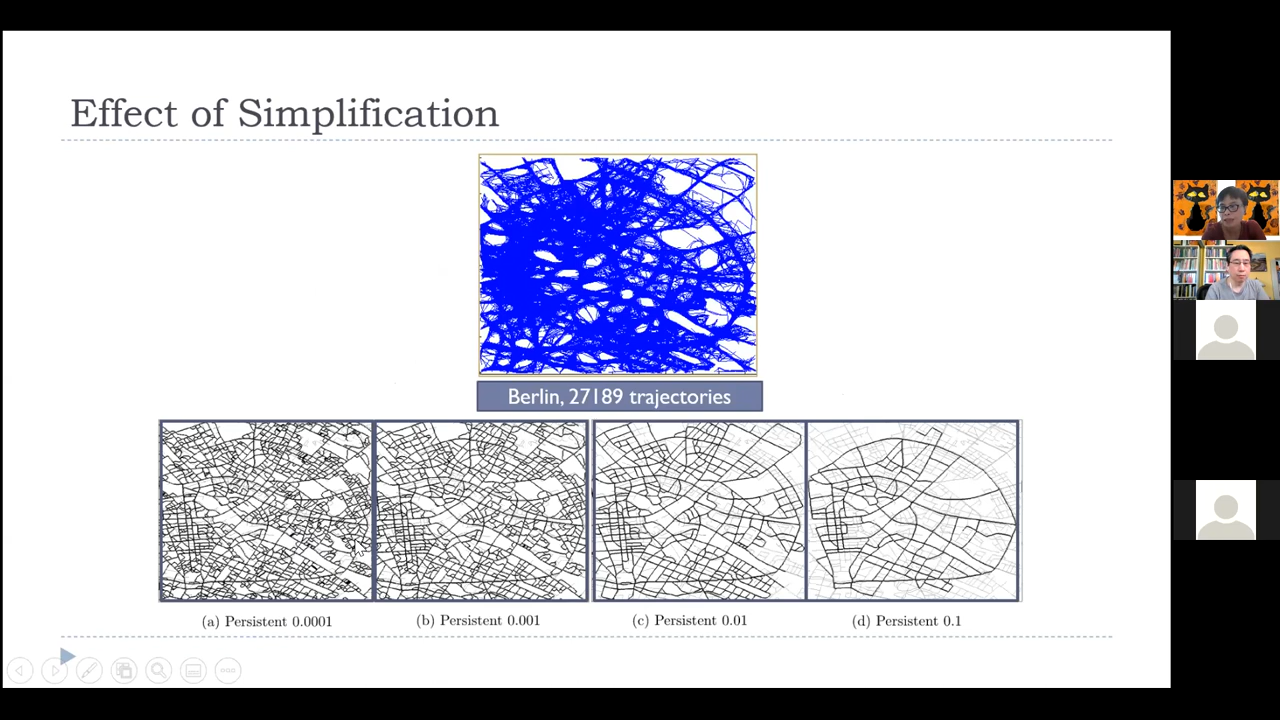 Effect of Simplification
Berlin, 27189 trajectories
(a) Persistent 0.0001
(b) Persistent 0.001
(c) Persistent 0.01
(d) Persistent 0.1